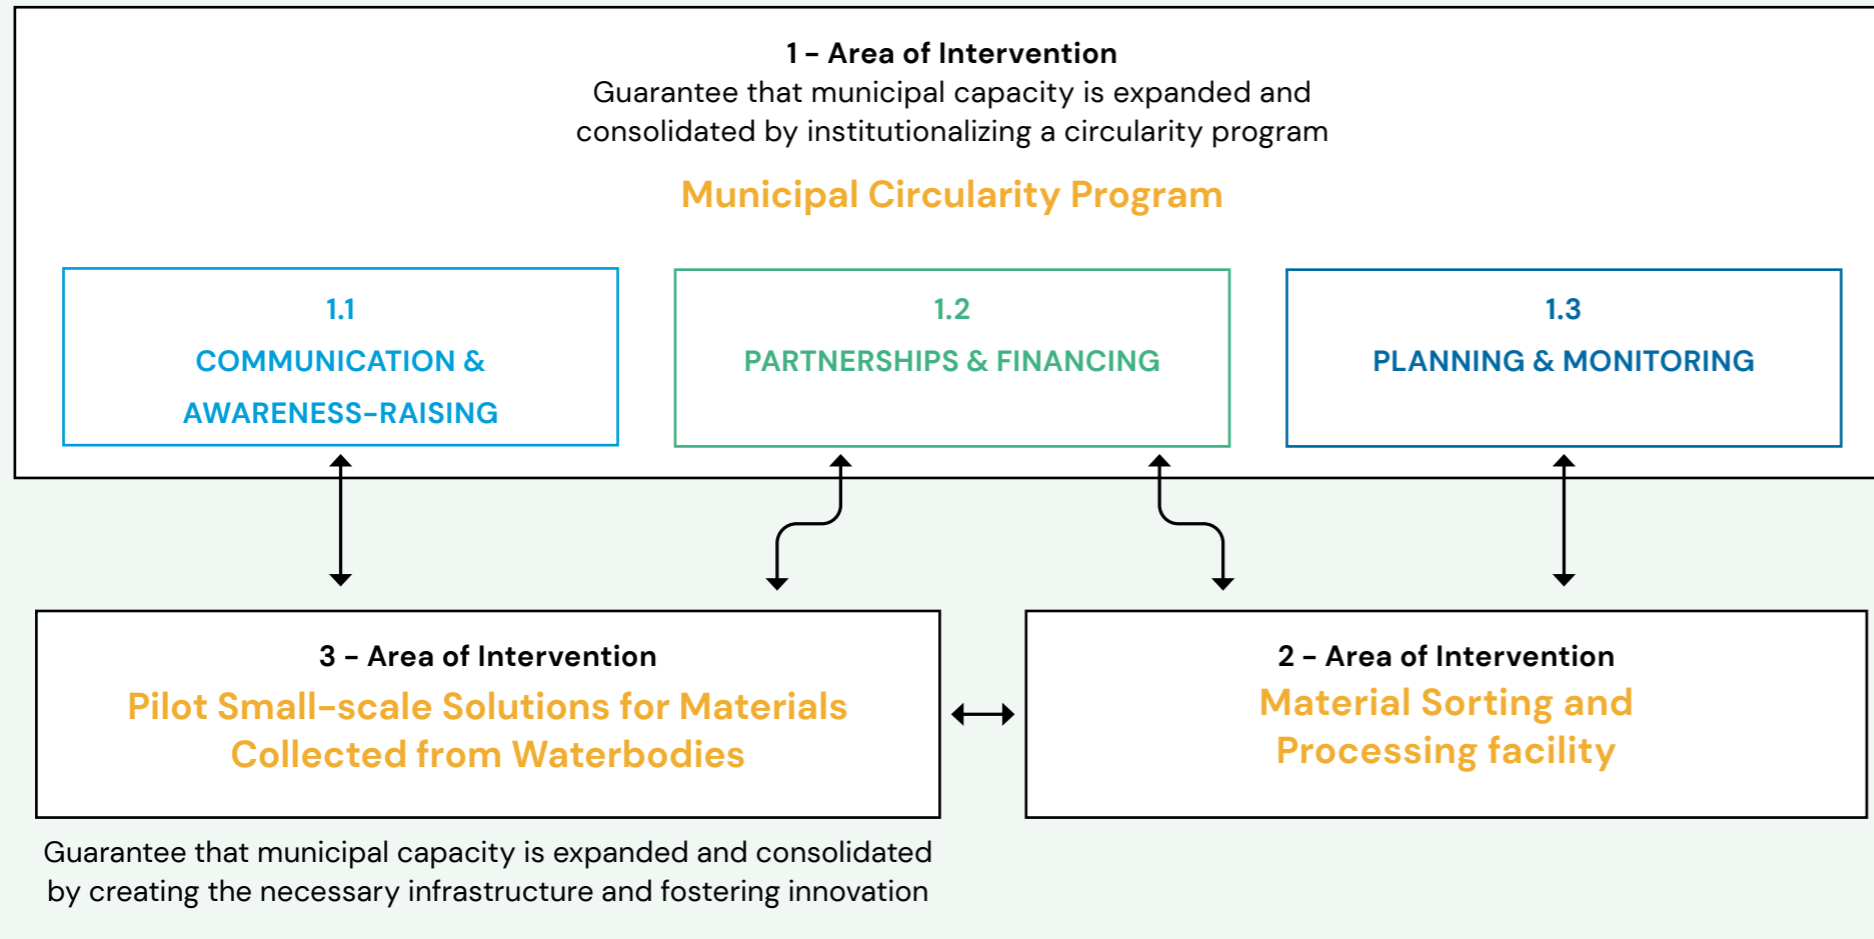 1 – Area of Intervention
Guarantee that municipal capacity is expanded and
consolidated by institutionalizing a circularity program
Municipal Circularity Program
1.1
COMMUNICATION &
AWARENESS-RAISING
1.2
PARTNERSHIPS & FINANCING
1.3
PLANNING & MONITORING
3 – Area of Intervention
Pilot Small-scale Solutions for Materials
Collected from Waterbodies
2 – Area of Intervention
Material Sorting and
Processing facility
Guarantee that municipal capacity is expanded and consolidated
by creating the necessary infrastructure and fostering innovation